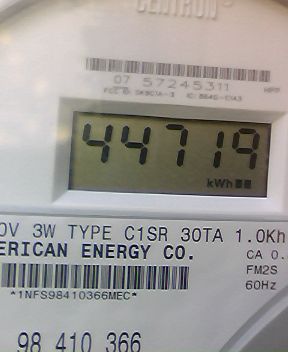 CENTRON®
07 57245311
44719
kWh
0V 3W TYPE C1SR 30TA 1.0Kh
ERICAN ENERGY CO.
CA 0.
FM2S
*1NFS98410366MEC*
60Hz
98 410 366